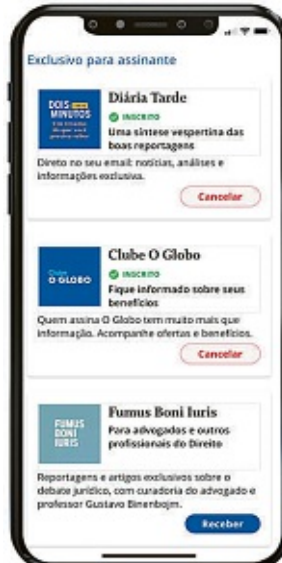 Exclusivo para assinante
DOIS
MINUTOS
Diária Tarde
INSCRITO
Uma síntese vespertina das
boas reportagens
Direto no seu email: notícias, análises e
informações exclusiva.
Cancelar
Clube
O GLOBO
Clube O Globo
INSCRITO
Fique informado sobre seus
benefícios
Quem assina O Globo tem muito mais que
informação. Acompanhe ofertas e benefícios.
Cancelar
FUMUS
BONI
IURIS
Fumus Boni Iuris
Para advogados e outros
profissionais do Direito
Reportagens e artigos exclusivos sobre o
debate jurídico, com curadoria do advogado e
professor Gustavo Binenbojm.
Receber